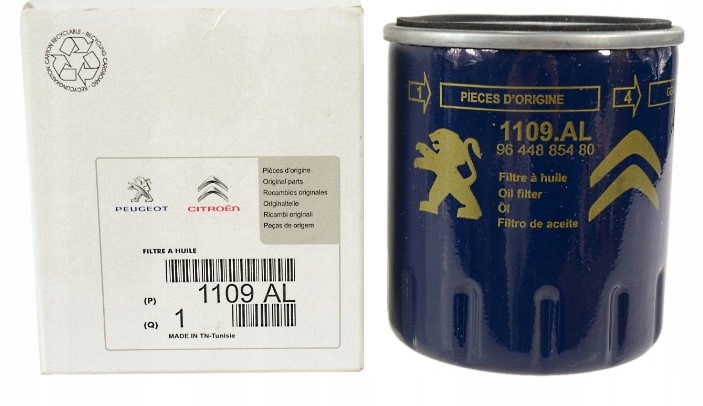 CARTON RECYCLABLE - RECYCLING CARDBOARD
PEUGEOT
CITROËN
Pièces d'origine
Original parts
Recambios originales
Originalteile
Ricambi originali
Peças de origem
FILTRE A HUILE
(P) 1109 AL
(Q) 1
MADE IN TN-Tunisie
1 PIECES D'ORIGINE 4
1109.AL
96 448 854 80
Filtre à huile
Oil filter
Öl
Filtro de aceite